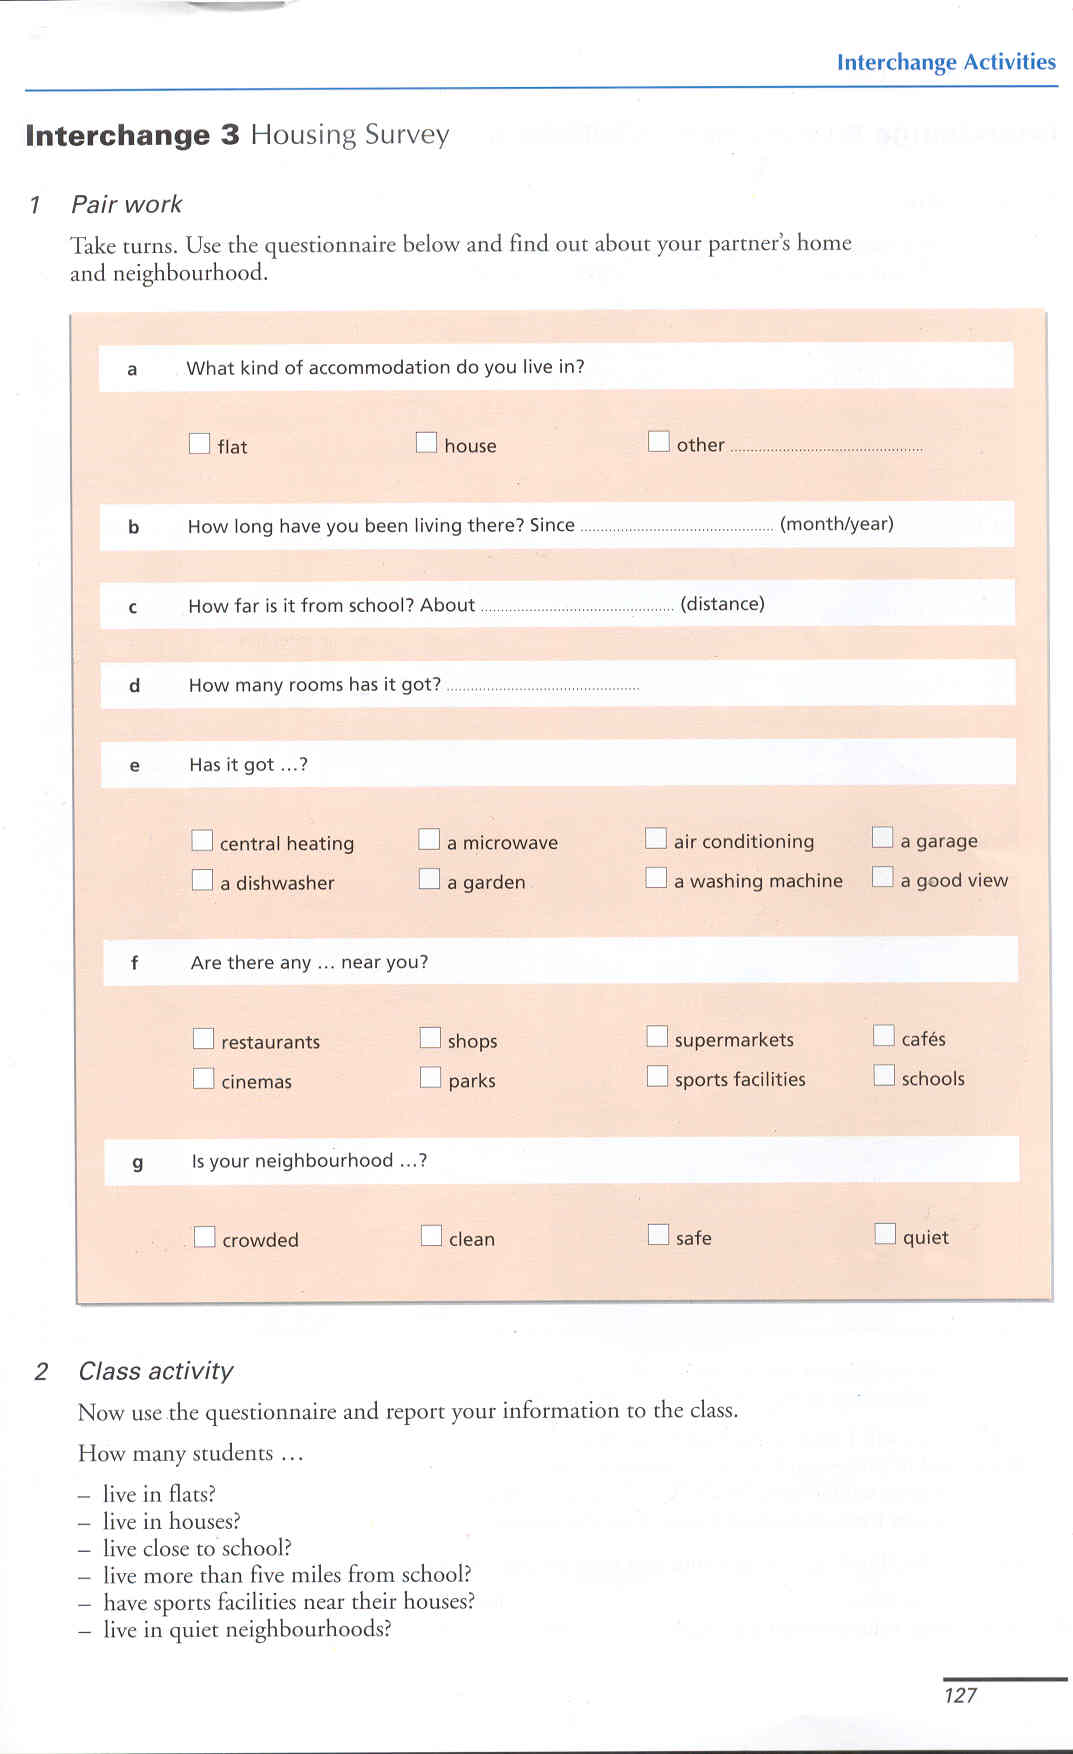 Interchange Activities
Interchange 3 Housing Survey
1 Pair work
Take turns. Use the questionnaire below and find out about your partner's home
and neighbourhood.
a What kind of accommodation do you live in?
flat house other ................................................
b How long have you been living there? Since ................................................ (month/year)
c How far is it from school? About ................................................ (distance)
d How many rooms has it got? ................................................
e Has it got ...?
central heating a microwave air conditioning a garage
a dishwasher a garden a washing machine a good view
f Are there any ... near you?
restaurants shops supermarkets cafés
cinemas parks sports facilities schools
g Is your neighbourhood ...?
crowded clean safe quiet
2 Class activity
Now use the questionnaire and report your information to the class.
How many students ...
– live in flats?
– live in houses?
– live close to school?
– live more than five miles from school?
– have sports facilities near their houses?
– live in quiet neighbourhoods?
127